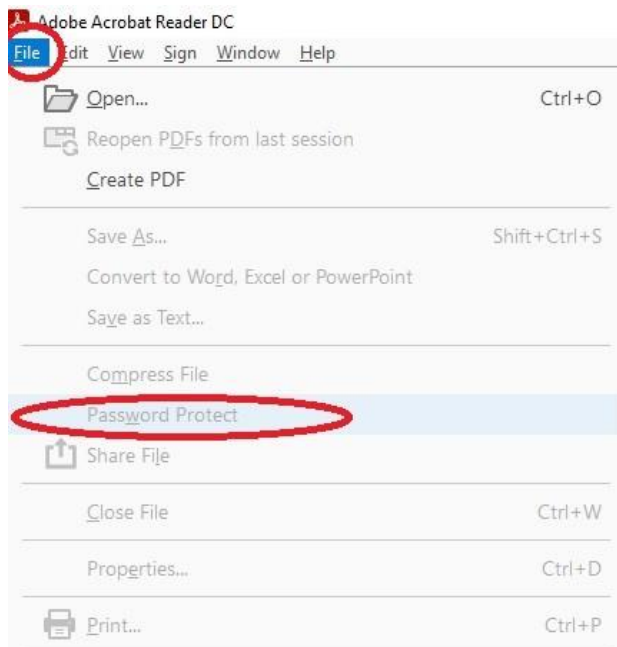 Adobe Acrobat Reader DC
File Edit View Sign Window Help
Open... Ctrl+O
Reopen PDFs from last session
Create PDF
Save As... Shift+Ctrl+S
Convert to Word, Excel or PowerPoint
Save as Text...
Compress File
Password Protect
Share File
Close File Ctrl+W
Properties... Ctrl+D
Print... Ctrl+P